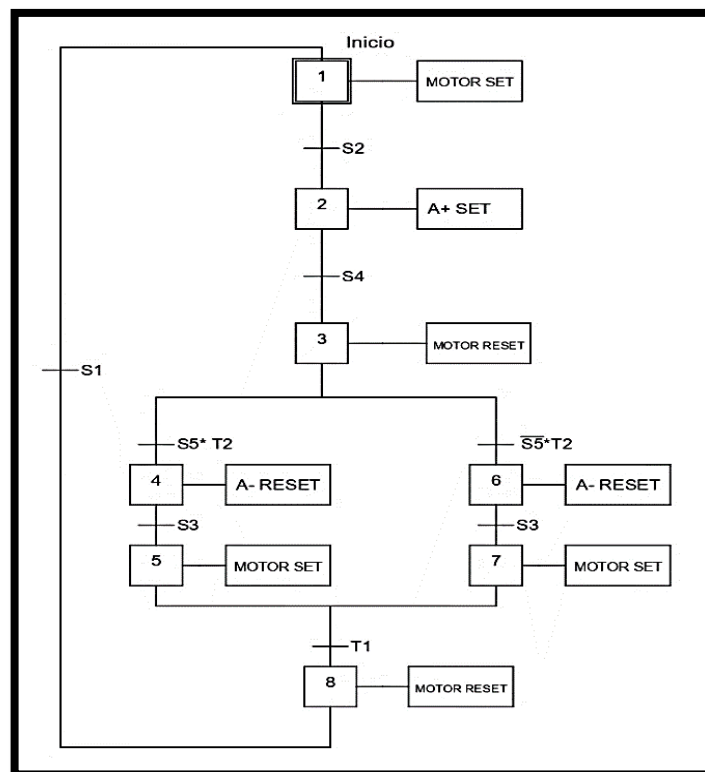 Inicio
1
MOTOR SET
S2
2
A+ SET
S4
3
MOTOR RESET
S1
S5* T2
S̅5̅*T2
4
A- RESET
6
A- RESET
S3
S3
5
MOTOR SET
7
MOTOR SET
T1
8
MOTOR RESET